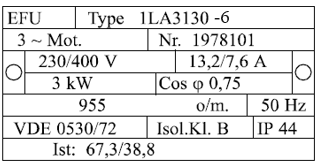 EFU Type 1LA3130 -6
3 ~ Mot. Nr. 1978101
230/400 V 13,2/7,6 A
3 kW Cos φ 0,75
955 o/m. 50 Hz
VDE 0530/72 Isol.Kl. B IP 44
Ist: 67,3/38,8